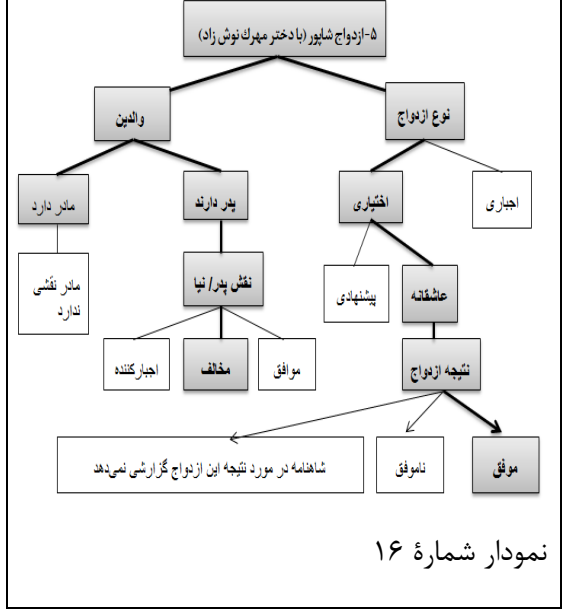 ۵-ازدواج شاپور (با دختر مهرك نوش زاد)
نوع ازدواج
والدین
اجباری
اختیاری
پدر دارند
مادر دارد
عاشقانه
پیشنهادی
نقش پدر/ نیا
مادر نقشی
ندارد
نتیجه ازدواج
موافق
مخالف
اجبارکننده
موفق
ناموفق
شاهنامه در مورد نتیجه این ازدواج گزارشی نمی‌دهد
نمودار شمارۀ ۱۶